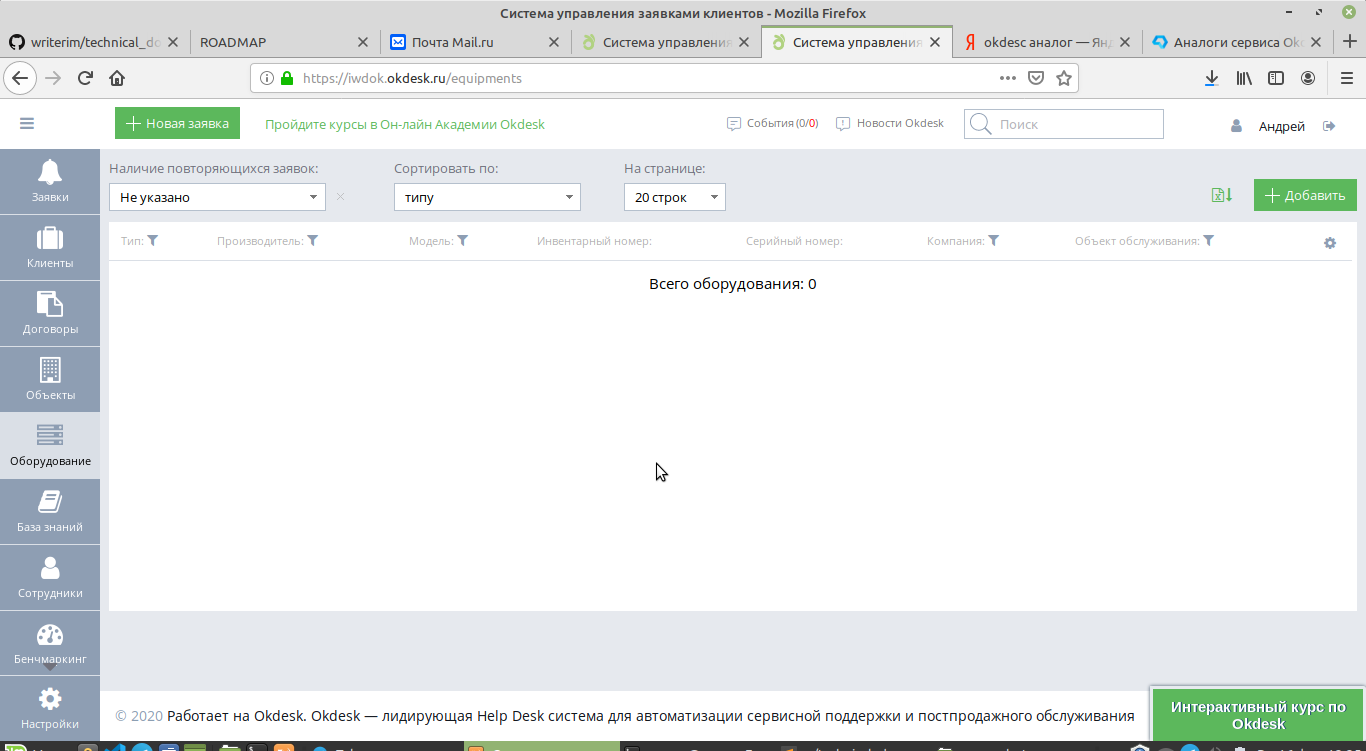 Система управления заявками клиентов - Mozilla Firefox
writerim/technical_do
ROADMAP
Почта Mail.ru
Система управления
Система управления
okdesc аналог — Янд
Аналоги сервиса Okd
https://iwdok.okdesk.ru/equipments
Новая заявка
Пройдите курсы в Он-лайн Академии Okdesk
События (0/0)
Новости Okdesk
Поиск
Андрей
Заявки
Клиенты
Договоры
Объекты
Оборудование
База знаний
Сотрудники
Бенчмаркинг
Настройки
Наличие повторяющихся заявок:
Сортировать по:
На странице:
Не указано
типу
20 строк
Добавить
Тип:
Производитель:
Модель:
Инвентарный номер:
Серийный номер:
Компания:
Объект обслуживания:
Всего оборудования: 0
© 2020 Работает на Okdesk. Okdesk — лидирующая Help Desk система для автоматизации сервисной поддержки и постпродажного обслуживания
Интерактивный курс по
Okdesk